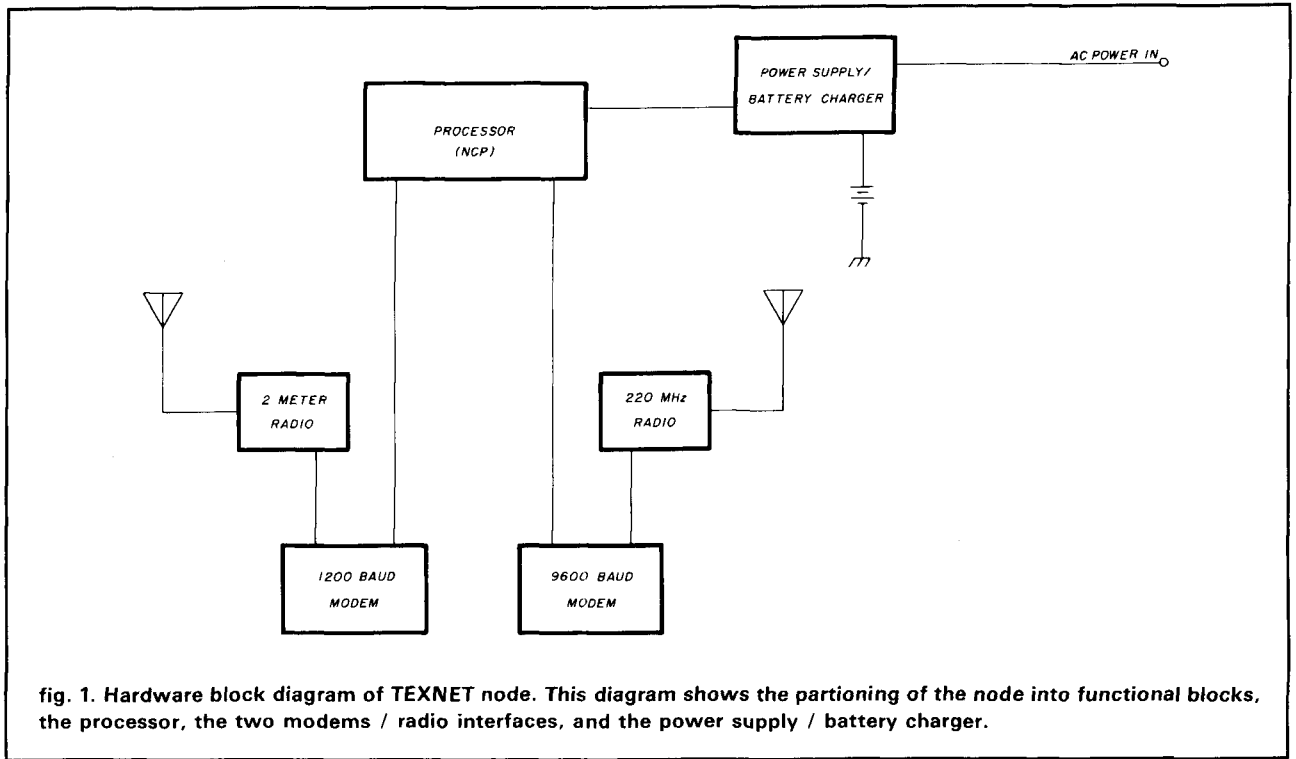 AC POWER IN
POWER SUPPLY/
BATTERY CHARGER
PROCESSOR
(NCP)
2 METER
RADIO
220 MHz
RADIO
1200 BAUD
MODEM
9600 BAUD
MODEM
fig. 1. Hardware block diagram of TEXNET node. This diagram shows the partioning of the node into functional blocks,
the processor, the two modems / radio interfaces, and the power supply / battery charger.